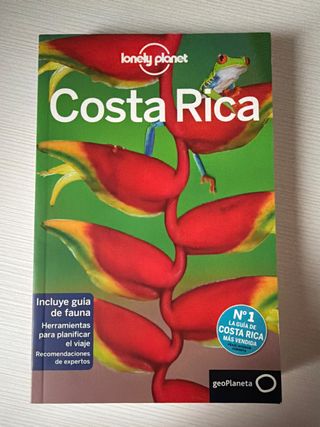 lonely planet
Costa Rica
Incluye guía
de fauna
Herramientas
para planificar
el viaje
Recomendaciones
de expertos
Nº1
LA GUÍA DE
COSTA RICA
MÁS VENDIDA
geoPlaneta